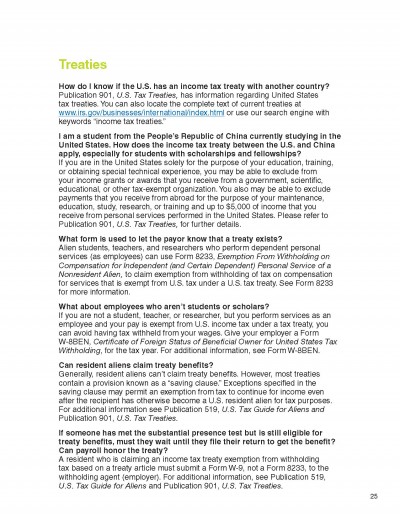 Treaties
How do I know if the U.S. has an income tax treaty with another country?
Publication 901, U.S. Tax Treaties, has information regarding United States
tax treaties. You can also locate the complete text of current treaties at
www.irs.gov/businesses/international/index.html or use our search engine with
keywords “income tax treaties.”
I am a student from the People’s Republic of China currently studying in the
United States. How does the income tax treaty between the U.S. and China
apply, especially for students with scholarships and fellowships?
If you are in the United States solely for the purpose of your education, training,
or obtaining special technical experience, you may be able to exclude from
your income grants or awards that you receive from a government, scientific,
educational, or other tax-exempt organization. You also may be able to exclude
payments that you receive from abroad for the purpose of your maintenance,
education, study, research, or training and up to $5,000 of income that you
receive from personal services performed in the United States. Please refer to
Publication 901, U.S. Tax Treaties, for further details.
What form is used to let the payor know that a treaty exists?
Alien students, teachers, and researchers who perform dependent personal
services (as employees) can use Form 8233, Exemption From Withholding on
Compensation for Independent (and Certain Dependent) Personal Service of a
Nonresident Alien, to claim exemption from withholding of tax on compensation
for services that is exempt from U.S. tax under a U.S. tax treaty. See Form 8233
for more information.
What about employees who aren’t students or scholars?
If you are not a student, teacher, or researcher, but you perform services as an
employee and your pay is exempt from U.S. income tax under a tax treaty, you
can avoid having tax withheld from your wages. Give your employer a Form
W-8BEN, Certificate of Foreign Status of Beneficial Owner for United States Tax
Withholding, for the tax year. For additional information, see Form W-8BEN.
Can resident aliens claim treaty benefits?
Generally, resident aliens can’t claim treaty benefits. However, most treaties
contain a provision known as a “saving clause.” Exceptions specified in the
saving clause may permit an exemption from tax to continue for income even
after the recipient has otherwise become a U.S. resident alien for tax purposes.
For additional information see Publication 519, U.S. Tax Guide for Aliens and
Publication 901, U.S. Tax Treaties.
If someone has met the substantial presence test but is still eligible for
treaty benefits, must they wait until they file their return to get the benefit?
Can payroll honor the treaty?
A resident who is claiming an income tax treaty exemption from withholding
tax based on a treaty article must submit a Form W-9, not a Form 8233, to the
withholding agent (employer). For additional information, see Publication 519,
U.S. Tax Guide for Aliens and Publication 901, U.S. Tax Treaties.
25